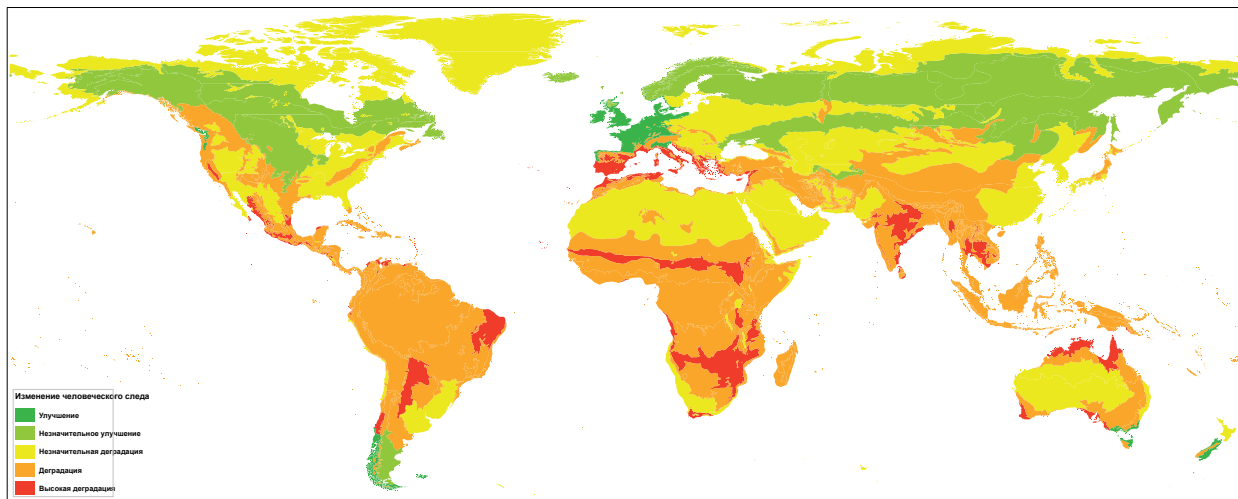 Изменение человеческого следа
Улучшение
Незначительное улучшение
Незначительная деградация
Деградация
Высокая деградация